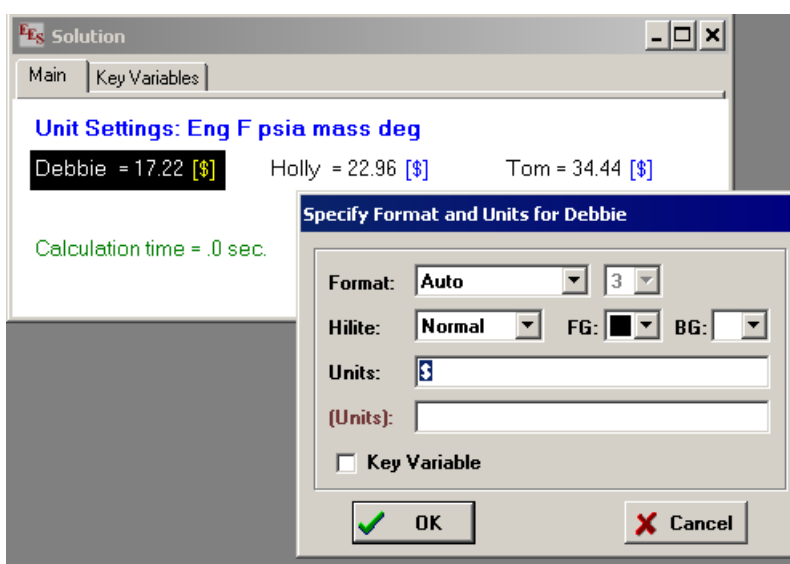 EES Solution
Main Key Variables
Unit Settings: Eng F psia mass deg
Debbie = 17.22 [$] Holly = 22.96 [$] Tom = 34.44 [$]
Calculation time = .0 sec.
Specify Format and Units for Debbie
Format: Auto 3
Hilite: Normal FG: BG:
Units: $
(Units):
Key Variable
OK Cancel